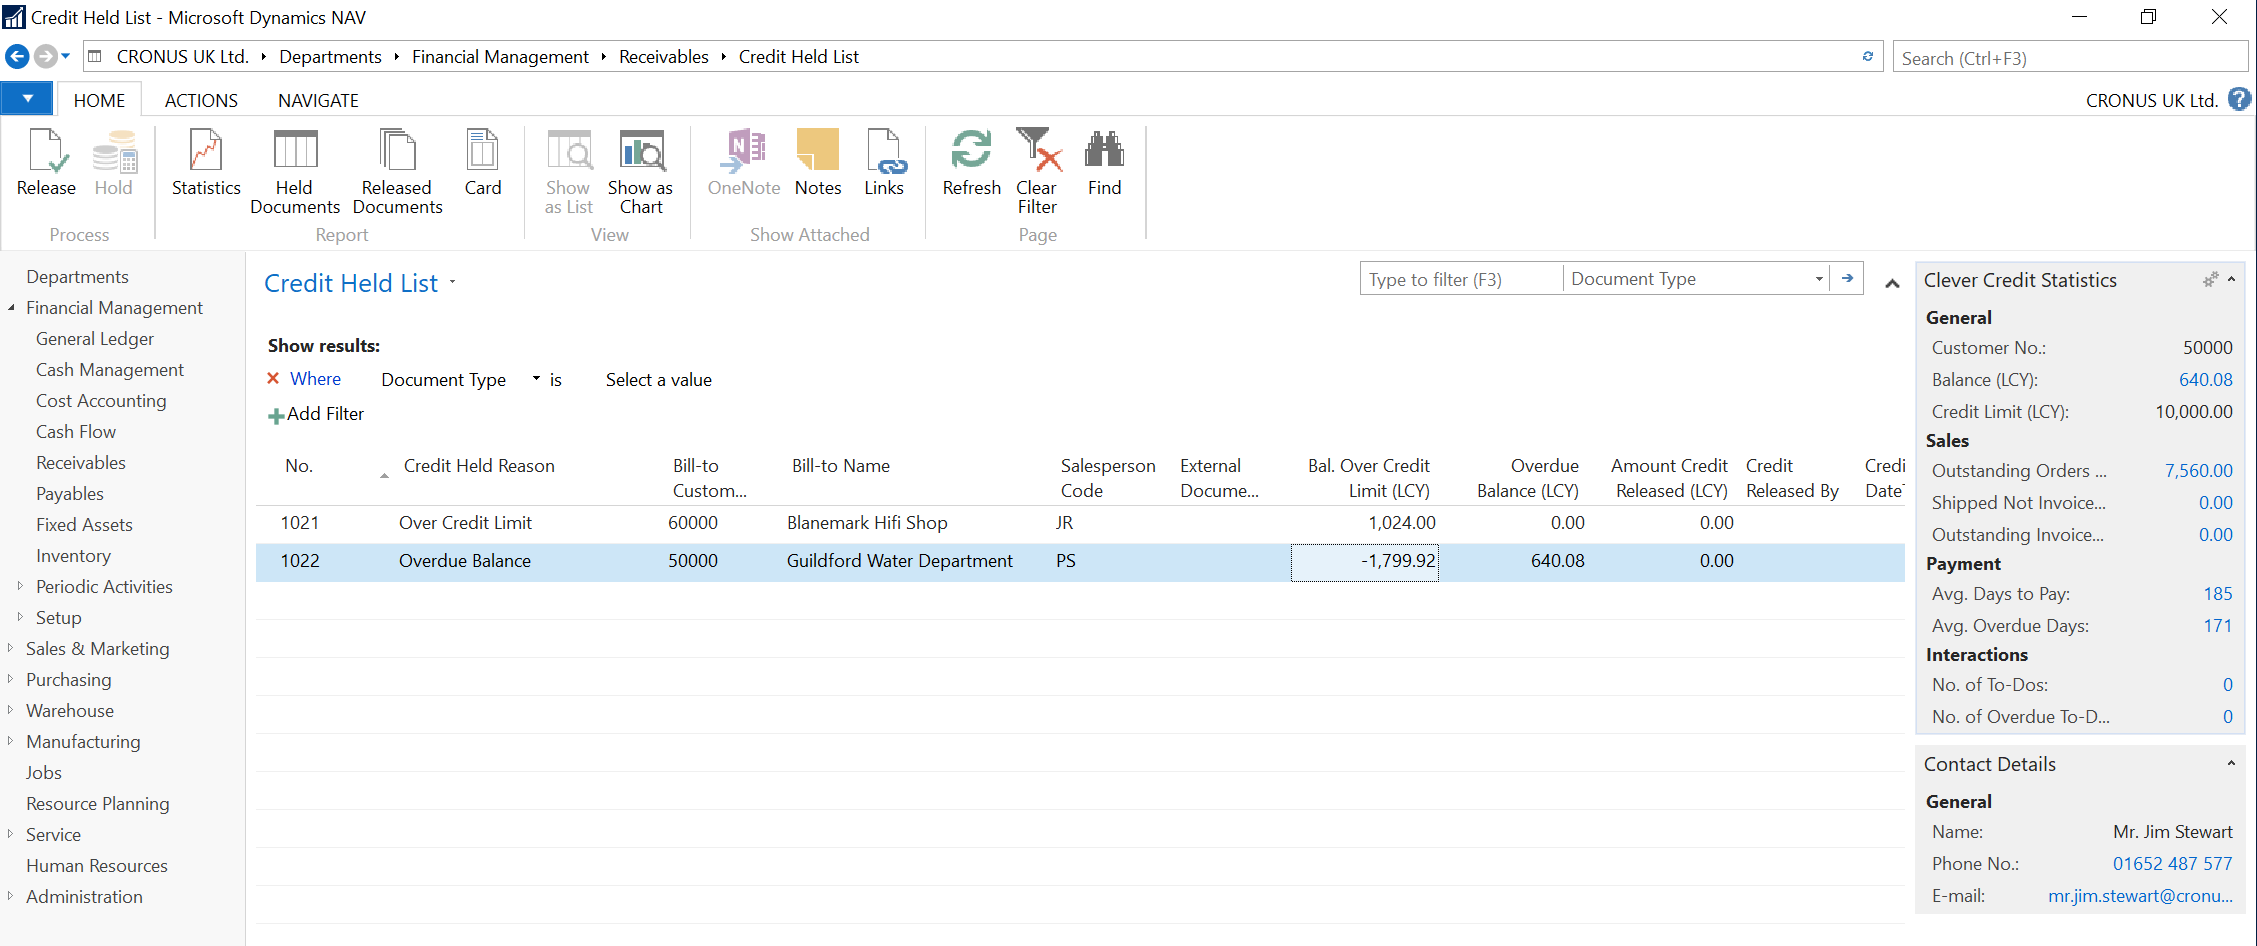 Credit Held List - Microsoft Dynamics NAV
CRONUS UK Ltd. Departments Financial Management Receivables Credit Held List
Search (Ctrl+F3)
HOME ACTIONS NAVIGATE
CRONUS UK Ltd. ?
Release Hold
Process
Statistics Held Documents Released Documents Card
Report
Show as List Show as Chart
View
OneNote Notes Links
Show Attached
Refresh Clear Filter Find
Page
Departments
Financial Management
General Ledger
Cash Management
Cost Accounting
Cash Flow
Receivables
Payables
Fixed Assets
Inventory
Periodic Activities
Setup
Sales & Marketing
Purchasing
Warehouse
Manufacturing
Jobs
Resource Planning
Service
Human Resources
Administration
Credit Held List
Type to filter (F3) Document Type
Show results:
Where Document Type is Select a value
Add Filter
No. Credit Held Reason Bill-to Custom... Bill-to Name Salesperson Code External Docume... Bal. Over Credit Limit (LCY) Overdue Balance (LCY) Amount Credit Released (LCY) Credit Released By Credi DateT
1021 Over Credit Limit 60000 Blanemark Hifi Shop JR 1,024.00 0.00 0.00
1022 Overdue Balance 50000 Guildford Water Department PS -1,799.92 640.08 0.00
Clever Credit Statistics
General
Customer No.: 50000
Balance (LCY): 640.08
Credit Limit (LCY): 10,000.00
Sales
Outstanding Orders ... 7,560.00
Shipped Not Invoice... 0.00
Outstanding Invoice... 0.00
Payment
Avg. Days to Pay: 185
Avg. Overdue Days: 171
Interactions
No. of To-Dos: 0
No. of Overdue To-D... 0
Contact Details
General
Name: Mr. Jim Stewart
Phone No.: 01652 487 577
E-mail: mr.jim.stewart@cronu...